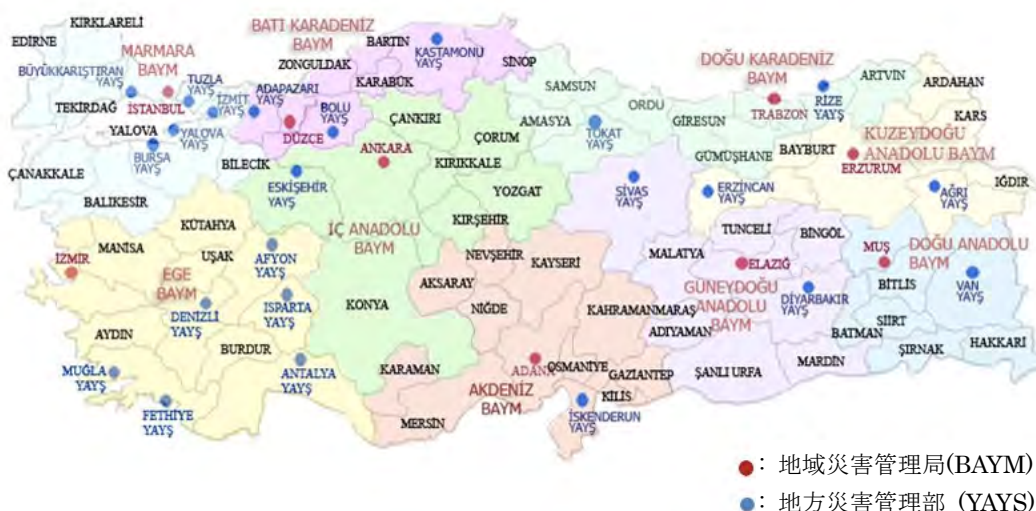 KIRKLARELİ
EDİRNE
MARMARA
BAYM
BÜYÜKKARIŞTIRAN
YAYŞ
TUZLA
YAYŞ
İZMİT
YAYŞ
TEKİRDAĞ
İSTANBUL
YALOVA
YALOVA
YAYŞ
BURSA
YAYŞ
ÇANAKKALE
BALIKESİR
BİLECİK
BATI KARADENİZ
BAYM
BARTIN
KASTAMONU
YAYŞ
SİNOP
ZONGULDAK
KARABÜK
ADAPAZARI
YAYŞ
BOLU
YAYŞ
DÜZCE
ÇANKIRI
ANKARA
ÇORUM
KIRIKKALE
YOZGAT
KIRŞEHİR
ESKİŞEHİR
YAYŞ
İÇ ANADOLU
BAYM
KONYA
SAMSUN
AMASYA
ORDU
TOKAT
YAYŞ
GİRESUN
GÜMÜŞHANE
DOĞU KARADENİZ
BAYM
TRABZON
RİZE
YAYŞ
ARTVİN
ARDAHAN
KARS
KUZEYDOĞU
ANADOLU BAYM
BAYBURT
ERZURUM
ERZİNCAN
YAYŞ
AĞRI
YAYŞ
IĞDIR
SİVAS
YAYŞ
TUNCELİ
BİNGÖL
MALATYA
ELAZIĞ
GÜNEYDOĞU
ANADOLU
BAYM
DİYARBAKIR
YAYŞ
ADIYAMAN
BATMAN
MARDİN
ŞANLI URFA
MUŞ
DOĞU ANADOLU
BAYM
BİTLİS
VAN
YAYŞ
SİİRT
ŞIRNAK
HAKKARİ
KÜTAHYA
MANİSA
UŞAK
İZMİR
AFYON
YAYŞ
EGE
BAYM
DENİZLİ
YAYŞ
ISPARTA
YAYŞ
AYDIN
BURDUR
MUĞLA
YAYŞ
ANTALYA
YAYŞ
FETHİYE
YAYŞ
NEVŞEHİR
KAYSERİ
AKSARAY
NİĞDE
KAHRAMANMARAŞ
KARAMAN
ADANA
OSMANİYE
GAZİANTEP
KİLİS
AKDENİZ
BAYM
MERSİN
İSKENDERUN
YAYŞ
: 地域災害管理局(BAYM)
: 地方災害管理部 (YAYS)